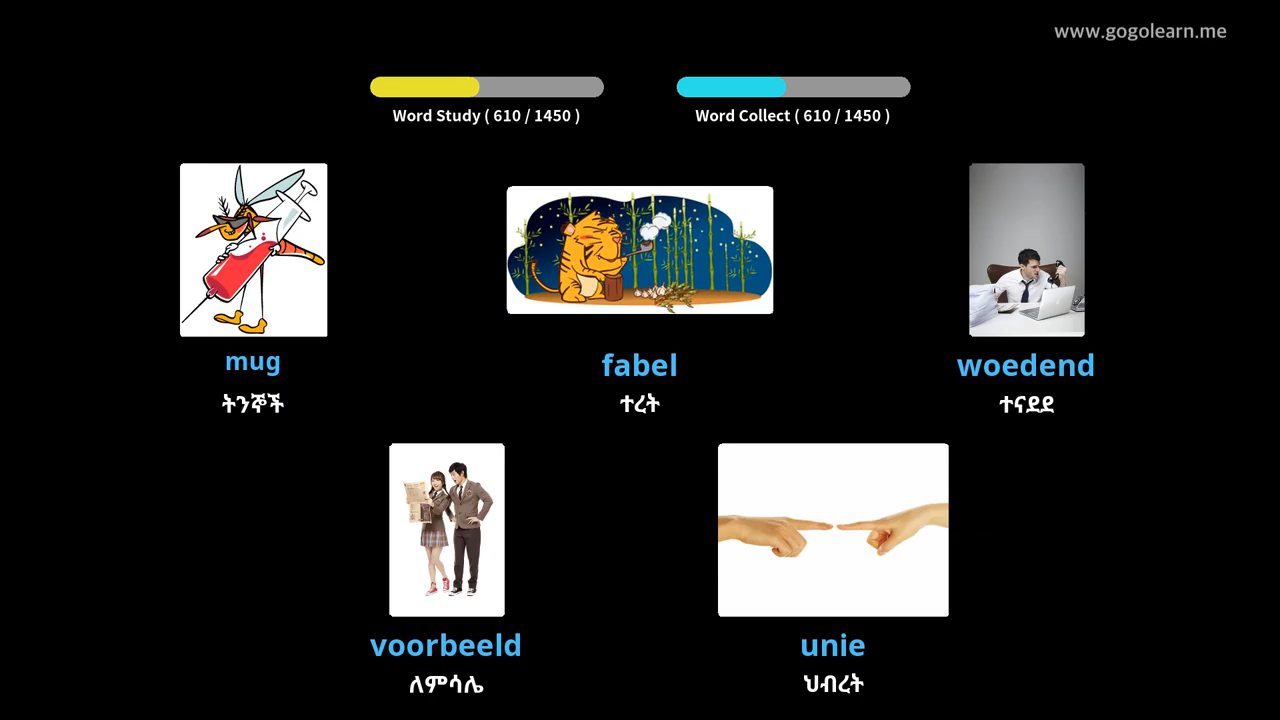 www.gogolearn.me
Word Study ( 610 / 1450 )
Word Collect ( 610 / 1450 )
mug
ትንኞች
fabel
ተረት
woedend
ተናደደ
voorbeeld
ለምሳሌ
unie
ህብረት